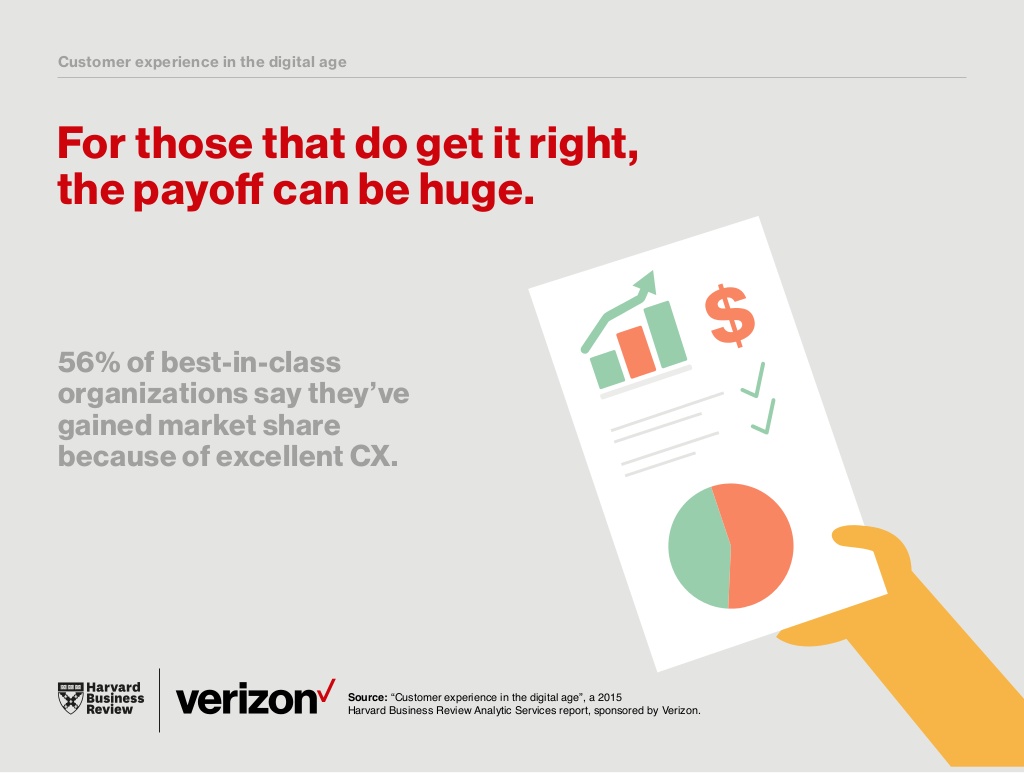 Customer experience in the digital age
For those that do get it right,
the payoff can be huge.
56% of best-in-class
organizations say they’ve
gained market share
because of excellent CX.
$
Harvard
Business
Review
verizon✓
Source: “Customer experience in the digital age”, a 2015
Harvard Business Review Analytic Services report, sponsored by Verizon.